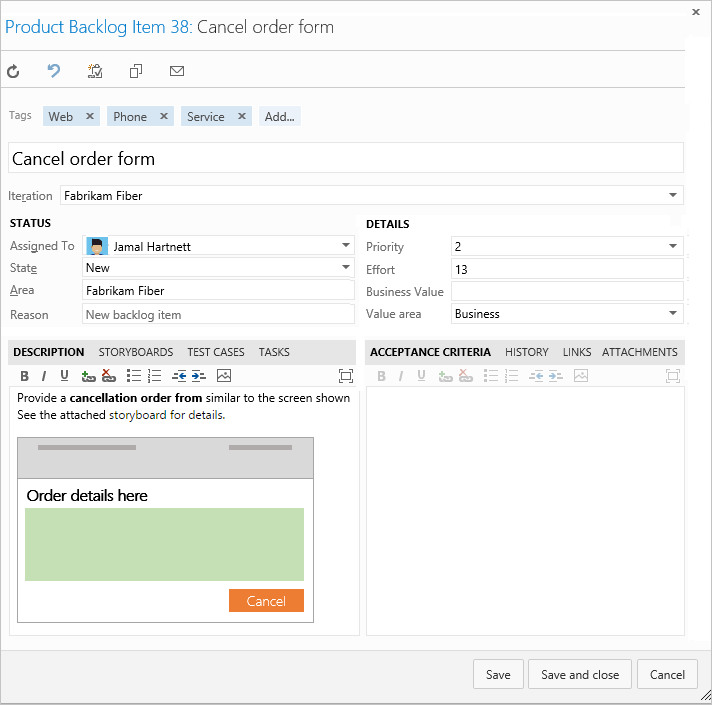 Product Backlog Item 38: Cancel order form
Tags Web Phone Service Add...
Cancel order form
Iteration Fabrikam Fiber
STATUS
Assigned To Jamal Hartnett
State New
Area Fabrikam Fiber
Reason New backlog item
DETAILS
Priority 2
Effort 13
Business Value
Value area Business
DESCRIPTION STORYBOARDS TEST CASES TASKS
B I U
Provide a cancellation order from similar to the screen shown
See the attached storyboard for details.
Order details here
Cancel
ACCEPTANCE CRITERIA HISTORY LINKS ATTACHMENTS
B I U
Save Save and close Cancel